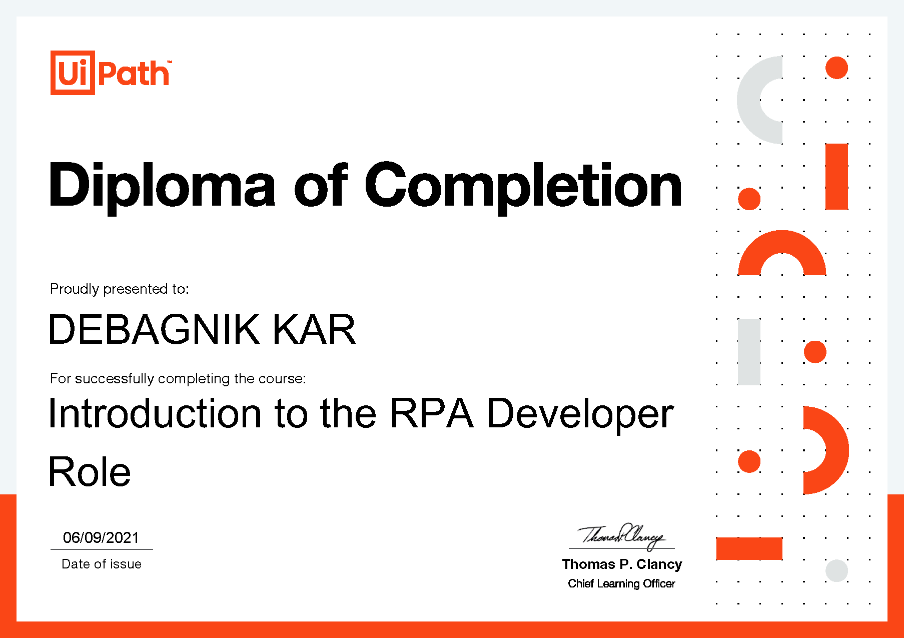 UiPath™
Diploma of Completion
Proudly presented to:
DEBAGNIK KAR
For successfully completing the course:
Introduction to the RPA Developer
Role
06/09/2021
Date of issue
Thomas P. Clancy
Thomas P. Clancy
Chief Learning Officer